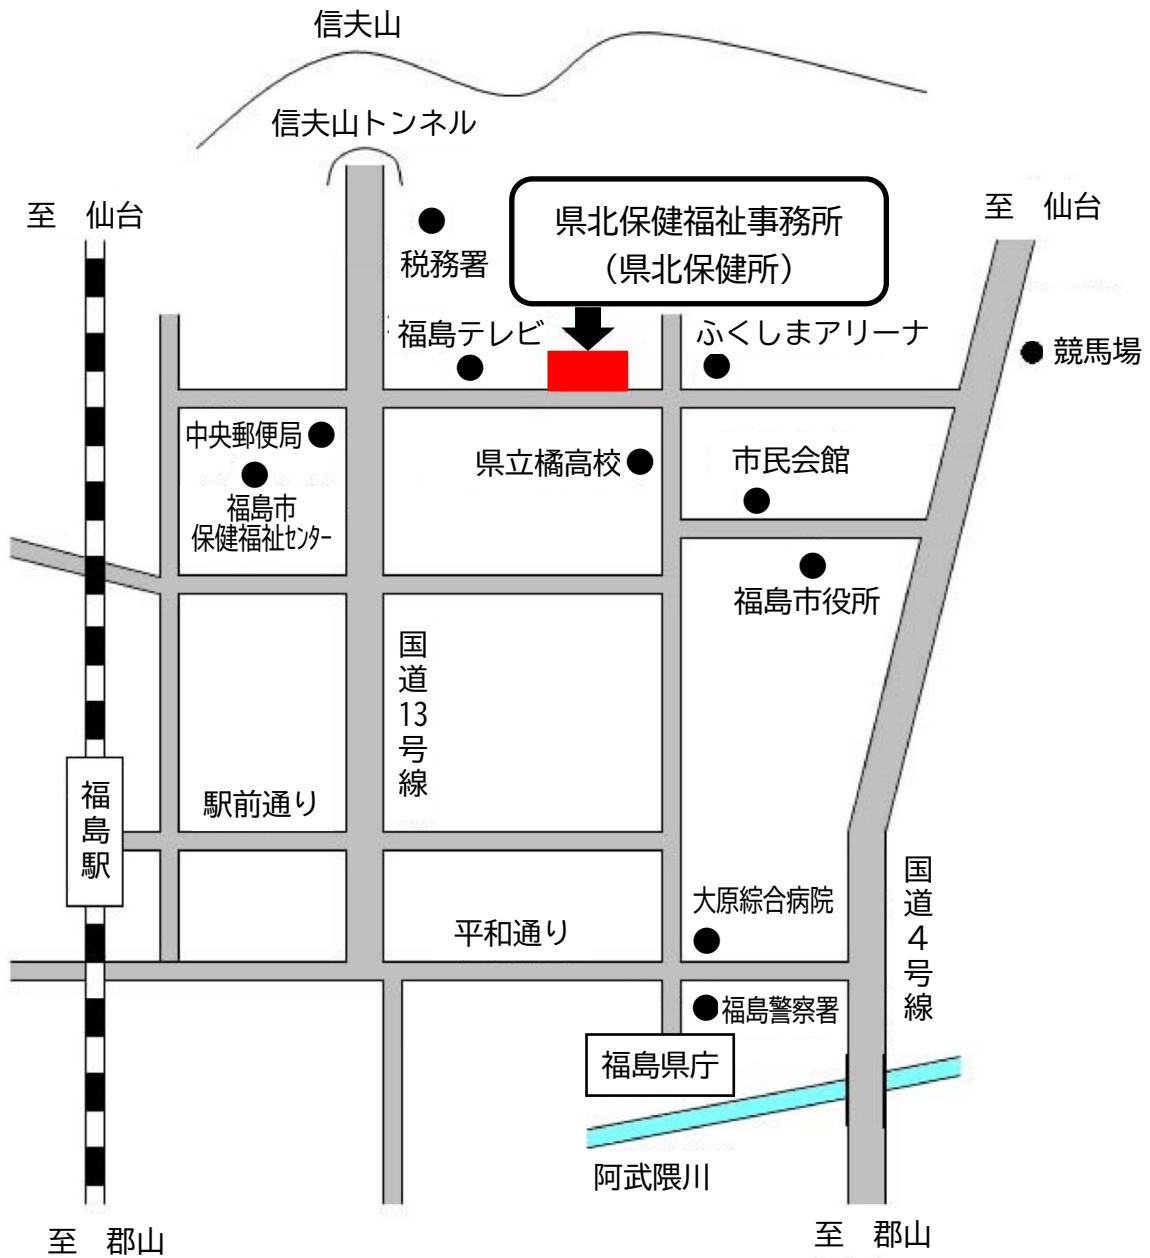 信夫山
信夫山トンネル
至　仙台
税務署
県北保健福祉事務所
（県北保健所）
至　仙台
福島テレビ
ふくしまアリーナ
競馬場
中央郵便局
福島市
保健福祉ｾﾝﾀｰ
県立橘高校
市民会館
福島市役所
国道13号線
駅前通り
福島駅
平和通り
大原綜合病院
国道４号線
福島警察署
福島県庁
阿武隈川
至　郡山
至　郡山